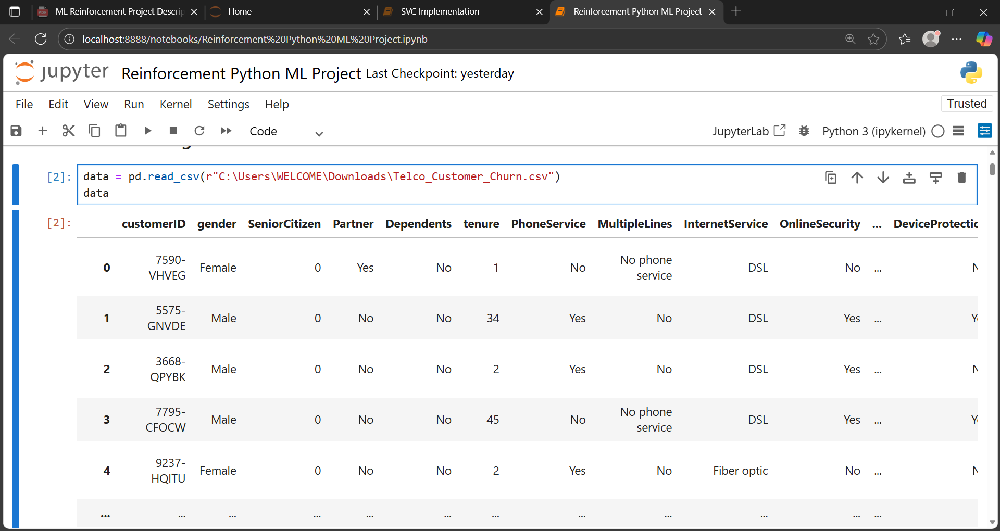 ML Reinforcement Project Descrip
Home
SVC Implementation
Reinforcement Python ML Project
localhost:8888/notebooks/Reinforcement%20Python%20ML%20Project.ipynb
jupyter Reinforcement Python ML Project Last Checkpoint: yesterday
File Edit View Run Kernel Settings Help Trusted
Code JupyterLab Python 3 (ipykernel)
[2]: data = pd.read_csv(r"C:\Users\WELCOME\Downloads\Telco_Customer_Churn.csv")
data
[2]: customerID gender SeniorCitizen Partner Dependents tenure PhoneService MultipleLines InternetService OnlineSecurity ... DeviceProtectic
0 7590-VHVEG Female 0 Yes No 1 No No phone service DSL No ... N
1 5575-GNVDE Male 0 No No 34 Yes No DSL Yes ... Ye
2 3668-QPYBK Male 0 No No 2 Yes No DSL Yes ... N
3 7795-CFOCW Male 0 No No 45 No No phone service DSL Yes ... Ye
4 9237-HQITU Female 0 No No 2 Yes No Fiber optic No ... N
... ... ... ... ... ... ... ... ... ... ... ...